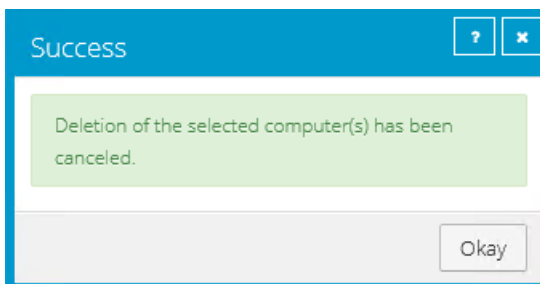 Success
?
×
Deletion of the selected computer(s) has been
canceled.
Okay